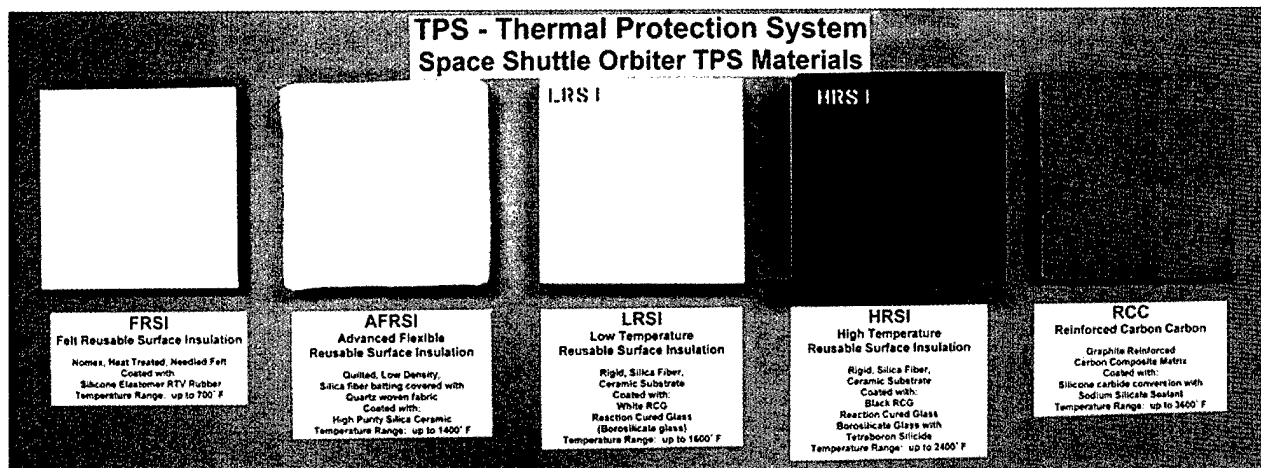 TPS - Thermal Protection System
Space Shuttle Orbiter TPS Materials
LRSI
HRSI
FRSI
Felt Reusable Surface Insulation
Nomex, Heat Treated, Needled Felt
Coated with
Silicone Elastomer RTV Rubber
Temperature Range: up to 700° F
AFRSI
Advanced Flexible
Reusable Surface Insulation
Quilted, Low Density,
Silica fiber batting covered with
Quartz woven fabric
Coated with:
High Purity Silica Ceramic
Temperature Range: up to 1400° F
LRSI
Low Temperature
Reusable Surface Insulation
Rigid, Silica Fiber,
Ceramic Substrate
Coated with:
White RCG
Reaction Cured Glass
(Borosilicate glass)
Temperature Range: up to 1600° F
HRSI
High Temperature
Reusable Surface Insulation
Rigid, Silica Fiber,
Ceramic Substrate
Coated with:
Black RCG
Reaction Cured Glass
Borosilicate Glass with
Tetraboron Silicide
Temperature Range: up to 2400° F
RCC
Reinforced Carbon Carbon
Graphite Reinforced
Carbon Composite Matrix
Coated with:
Silicone carbide conversion with
Sodium Silicate Sealant
Temperature Range: up to 3600° F